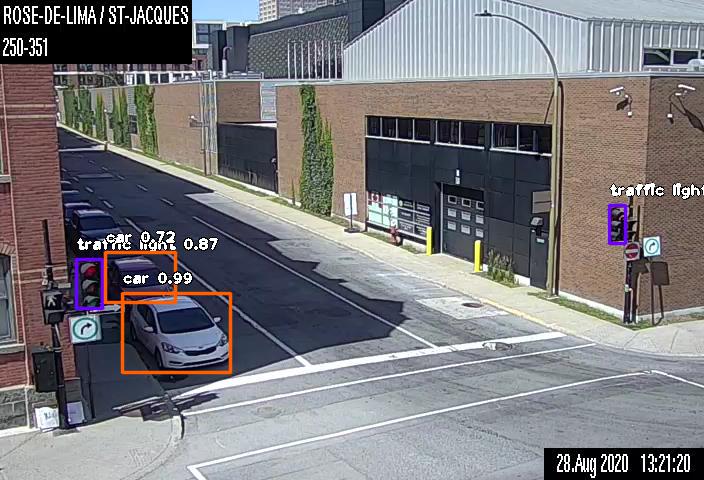 ROSE-DE-LIMA / ST-JACQUES
250-351
traffic light
car 0.72
traffic light 0.87
car 0.99
28.Aug 2020 13:21:20